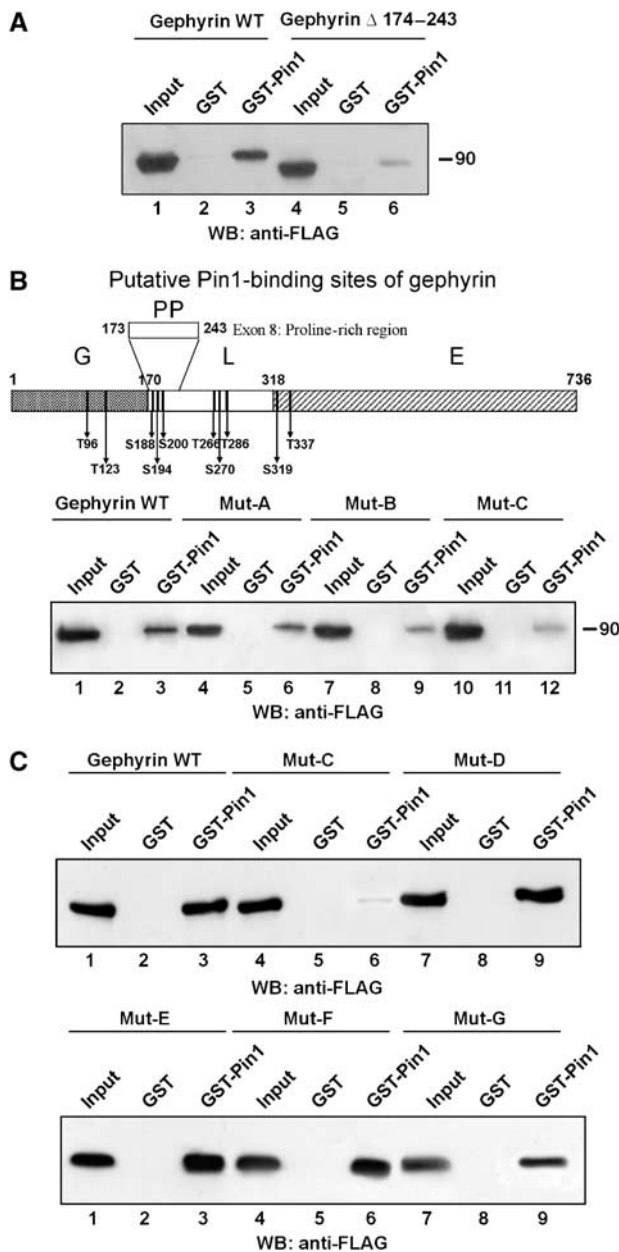 A
Gephyrin WT Gephyrin Δ 174–243
Input GST GST-Pin1 Input GST GST-Pin1
–90
1 2 3 4 5 6
WB: anti-FLAG
B
Putative Pin1-binding sites of gephyrin
PP
173 243 Exon 8: Proline-rich region
G L E
1 170 318 736
T96 S188 S200 T266 T286 T337
T123 S194 S270 S319
Gephyrin WT Mut-A Mut-B Mut-C
Input GST GST-Pin1 Input GST GST-Pin1 Input GST GST-Pin1 Input GST GST-Pin1
–90
1 2 3 4 5 6 7 8 9 10 11 12
WB: anti-FLAG
C
Gephyrin WT Mut-C Mut-D
Input GST GST-Pin1 Input GST GST-Pin1 Input GST GST-Pin1
1 2 3 4 5 6 7 8 9
WB: anti-FLAG
Mut-E Mut-F Mut-G
Input GST GST-Pin1 Input GST GST-Pin1 Input GST GST-Pin1
1 2 3 4 5 6 7 8 9
WB: anti-FLAG